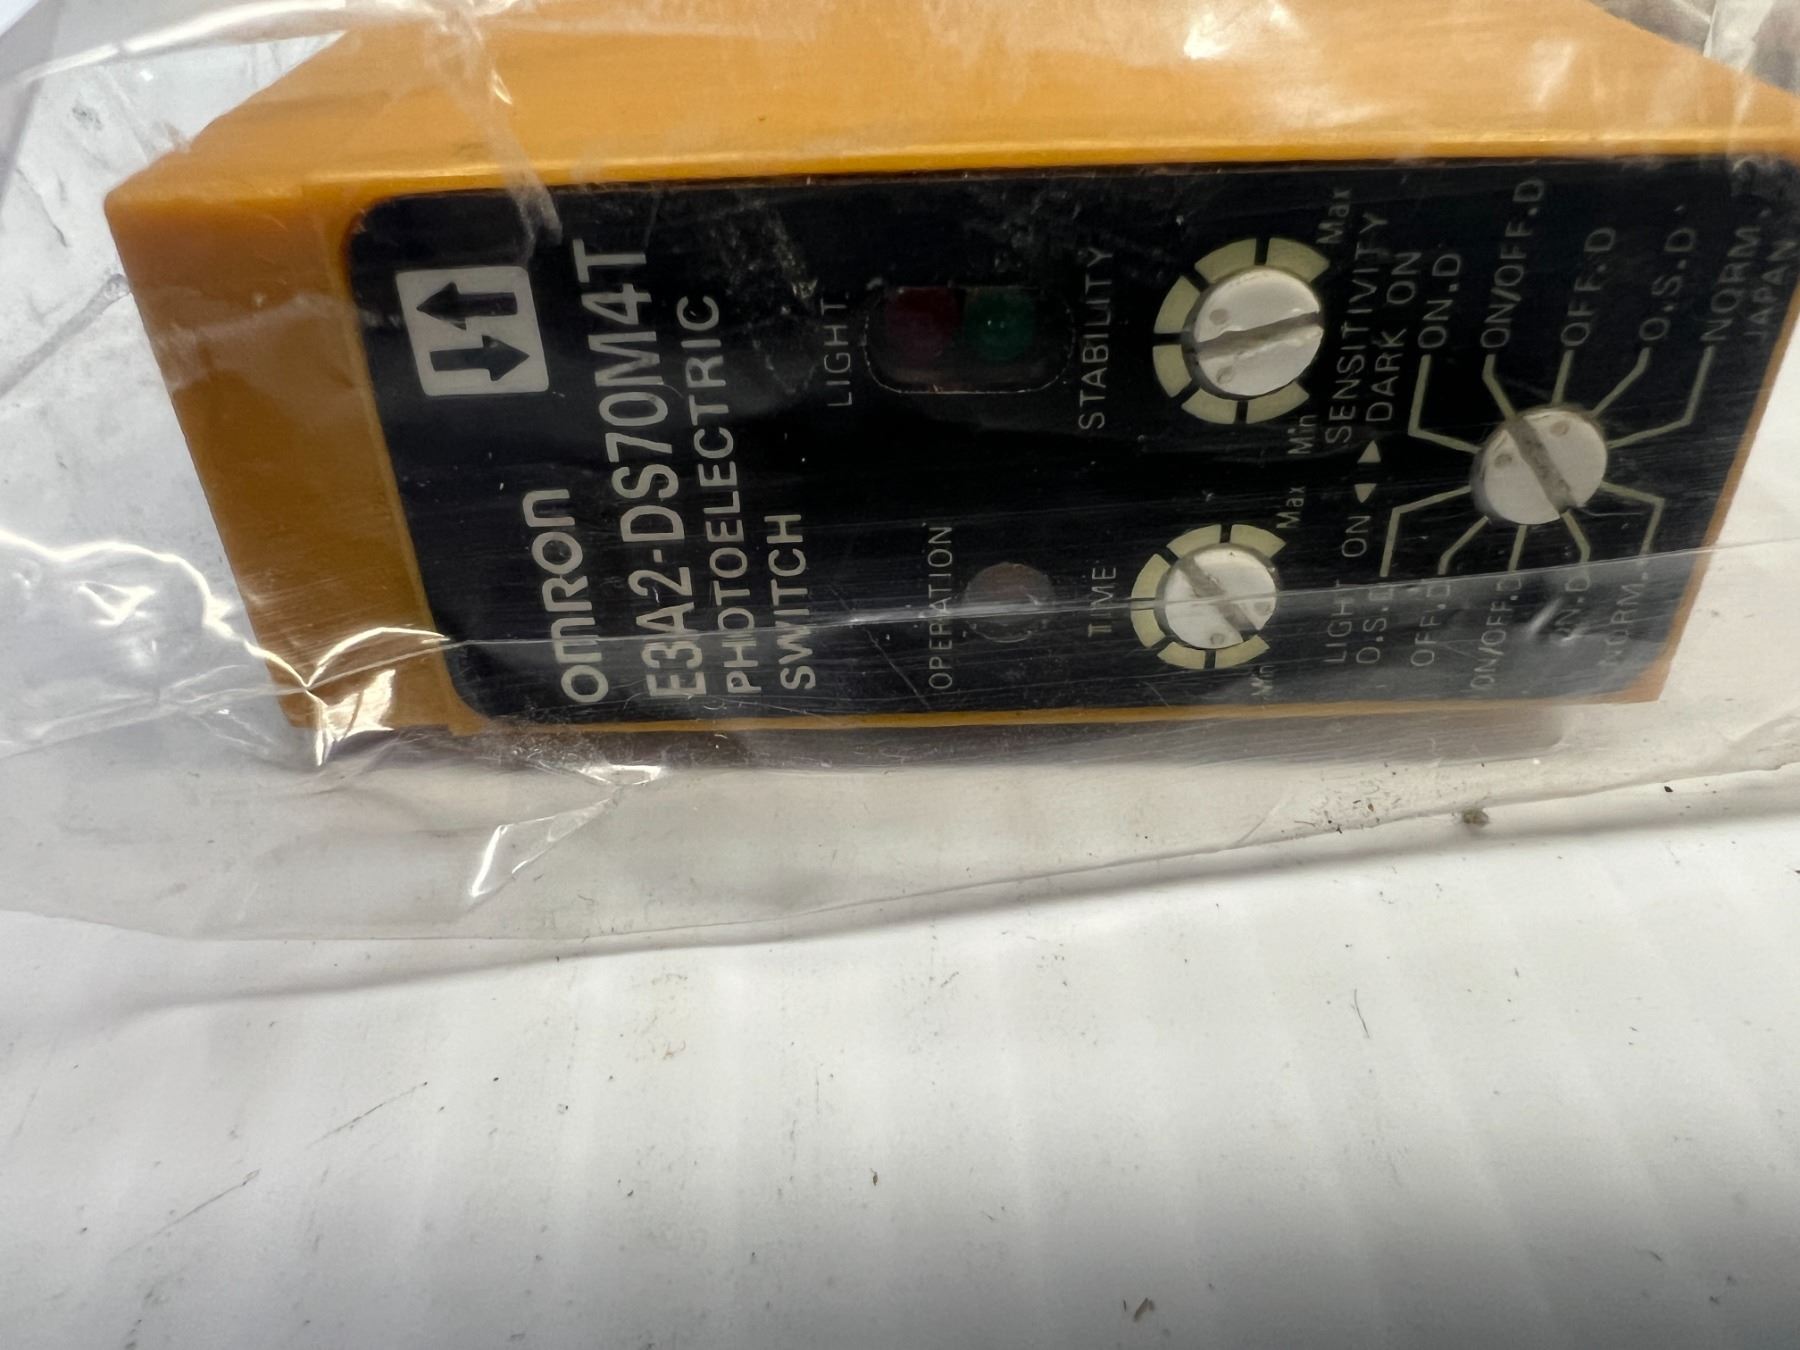 OMRON
E3A2-DS70M4T
PHOTOELECTRIC
SWITCH
LIGHT
STABILITY
OPERATION
TIME
Max
Min
SENSITIVITY
Max
Min
LIGHT ON ◀ ▶ DARK ON
O.S.D
OFF.D
ON/OFF.D
ON.D
NORM.
ON.D
ON/OFF.D
OFF.D
O.S.D.
NORM.
JAPAN